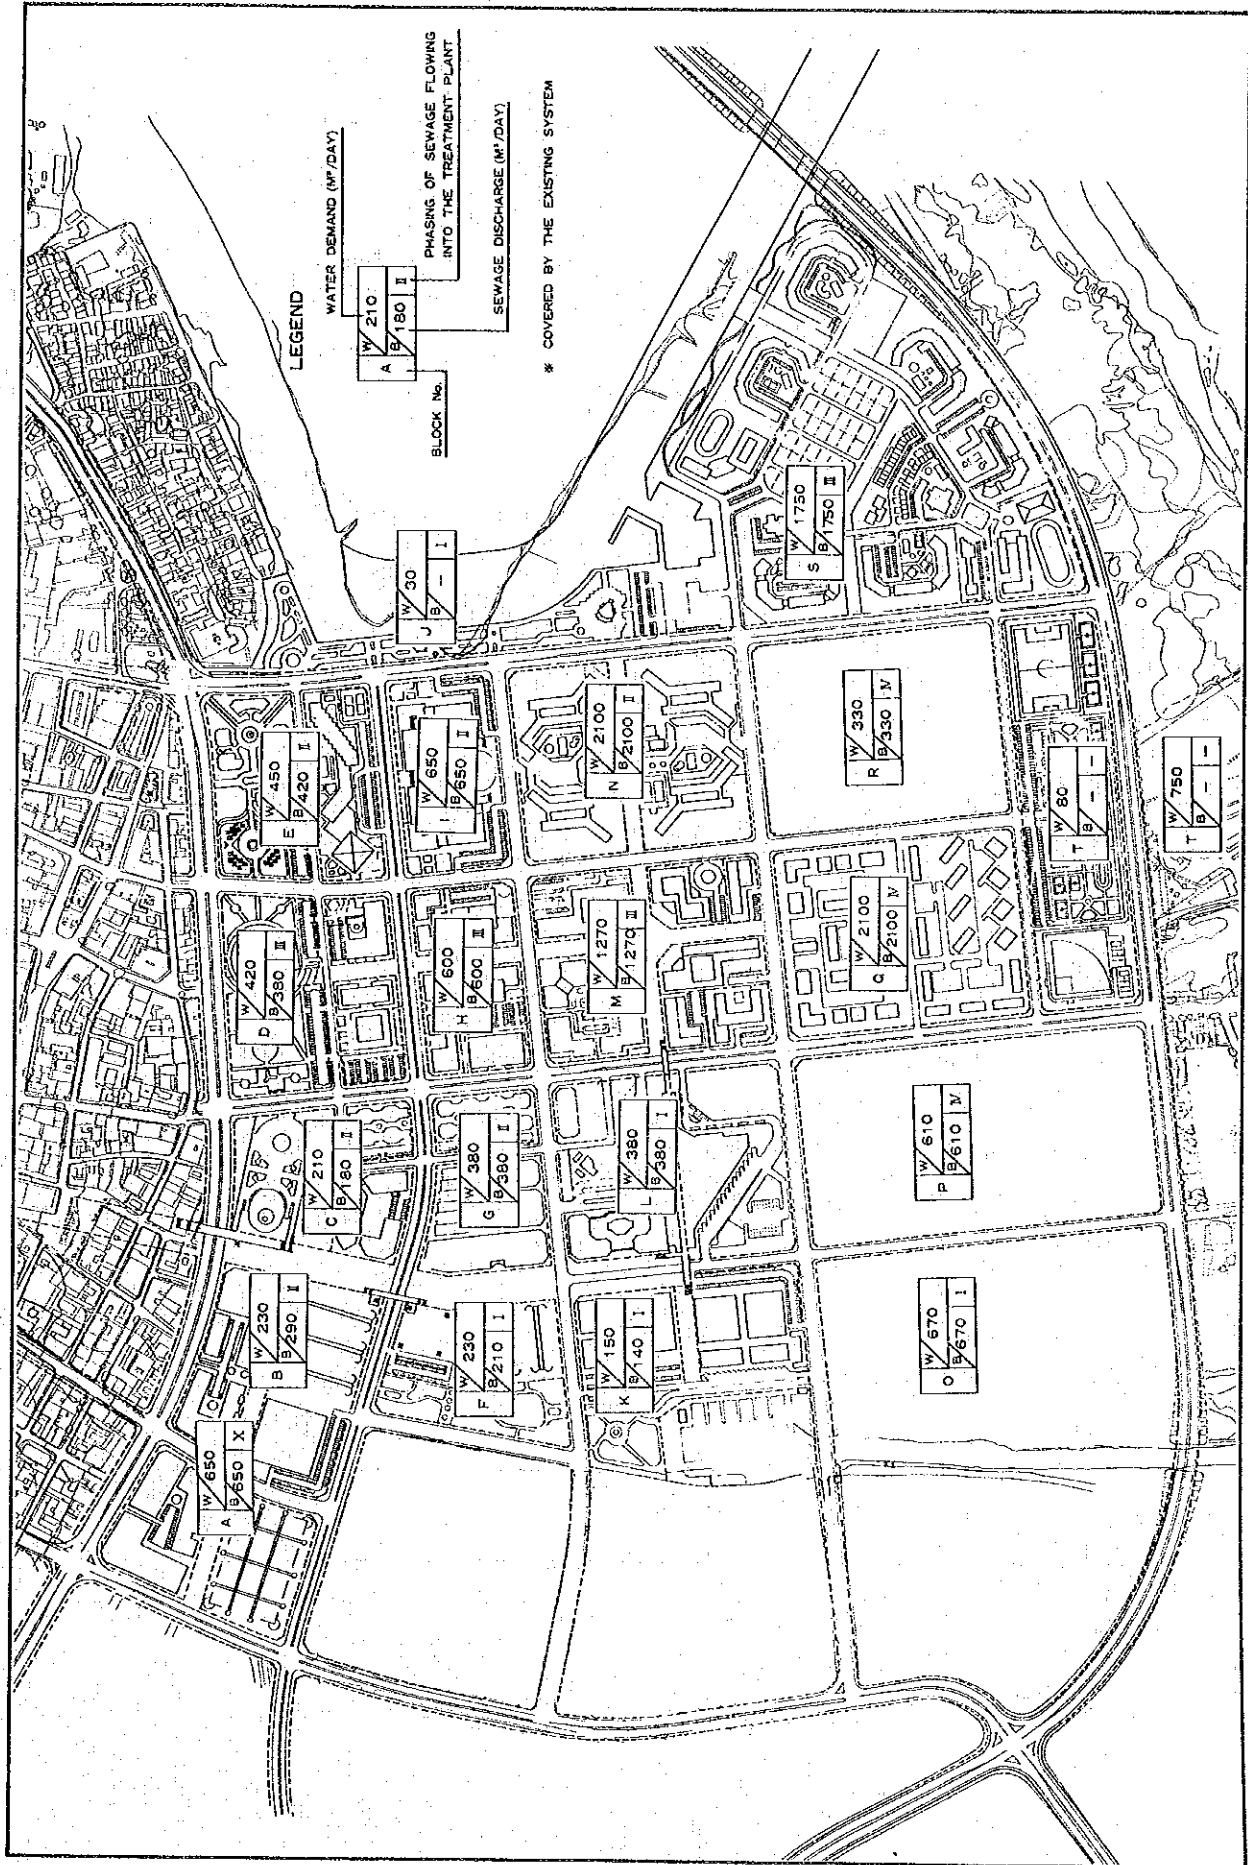 LEGEND
WATER DEMAND (M³/DAY)
W 210
A B 180 II
BLOCK No.
PHASING OF SEWAGE FLOWING
INTO THE TREATMENT PLANT
SEWAGE DISCHARGE (M³/DAY)
* COVERED BY THE EXISTING SYSTEM
W 650
A B 650 X
W 230
B B 290 II
W 210
C B 180 II
W 420
D B 380 II
W 450
E B 420 II
W 230
F B 210 I
W 380
G B 380 II
W 600
H B 600 II
W 650
I B 650 II
W 30
J B - I
W 150
K B 140 I
W 380
L B 380 I
W 1270
M B 1270 II
W 2100
N B 2100 II
W 670
O B 670 I
W 610
P B 610 IV
W 2100
Q B 2100 IV
W 330
R B 330 IV
W 1750
S B 1750 III
W 80
T B - -
W 750
T B - -